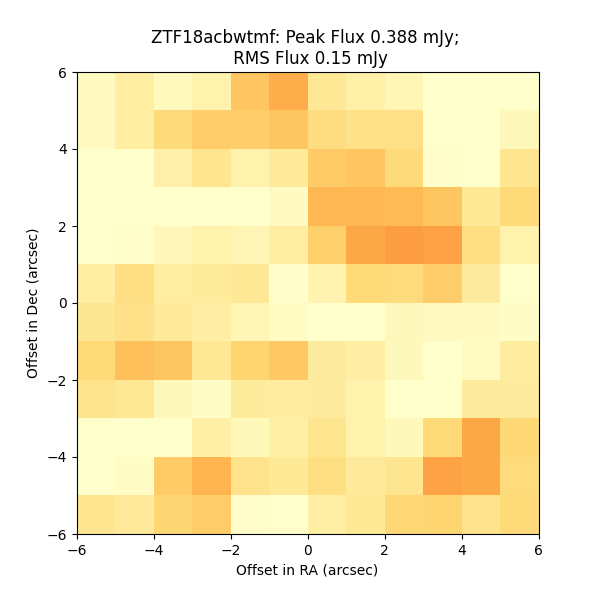 ZTF18acbwtmf: Peak Flux 0.388 mJy;
RMS Flux 0.15 mJy
6
4
2
0
−2
−4
−6
Offset in Dec (arcsec)
−6 −4 −2 0 2 4 6
Offset in RA (arcsec)